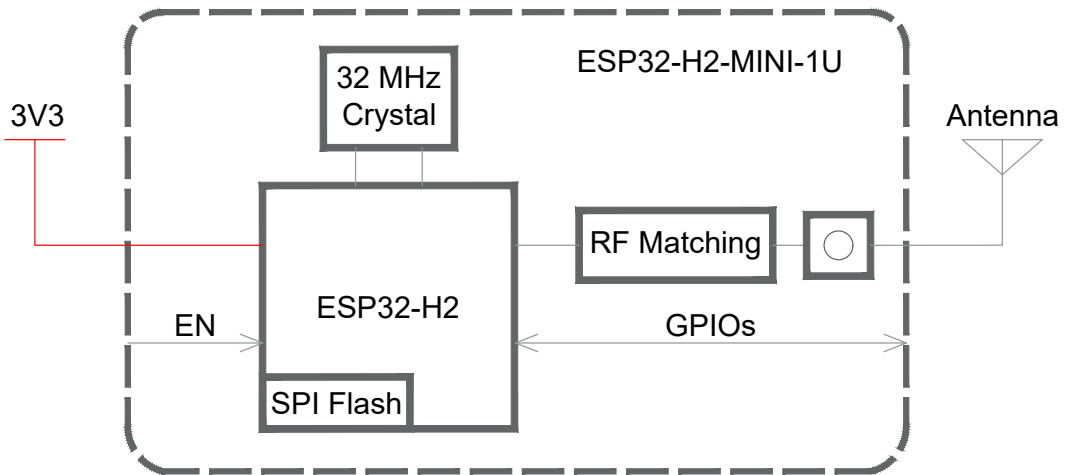 ESP32-H2-MINI-1U
32 MHz
Crystal
3V3
Antenna
RF Matching
ESP32-H2
EN
GPIOs
SPI Flash